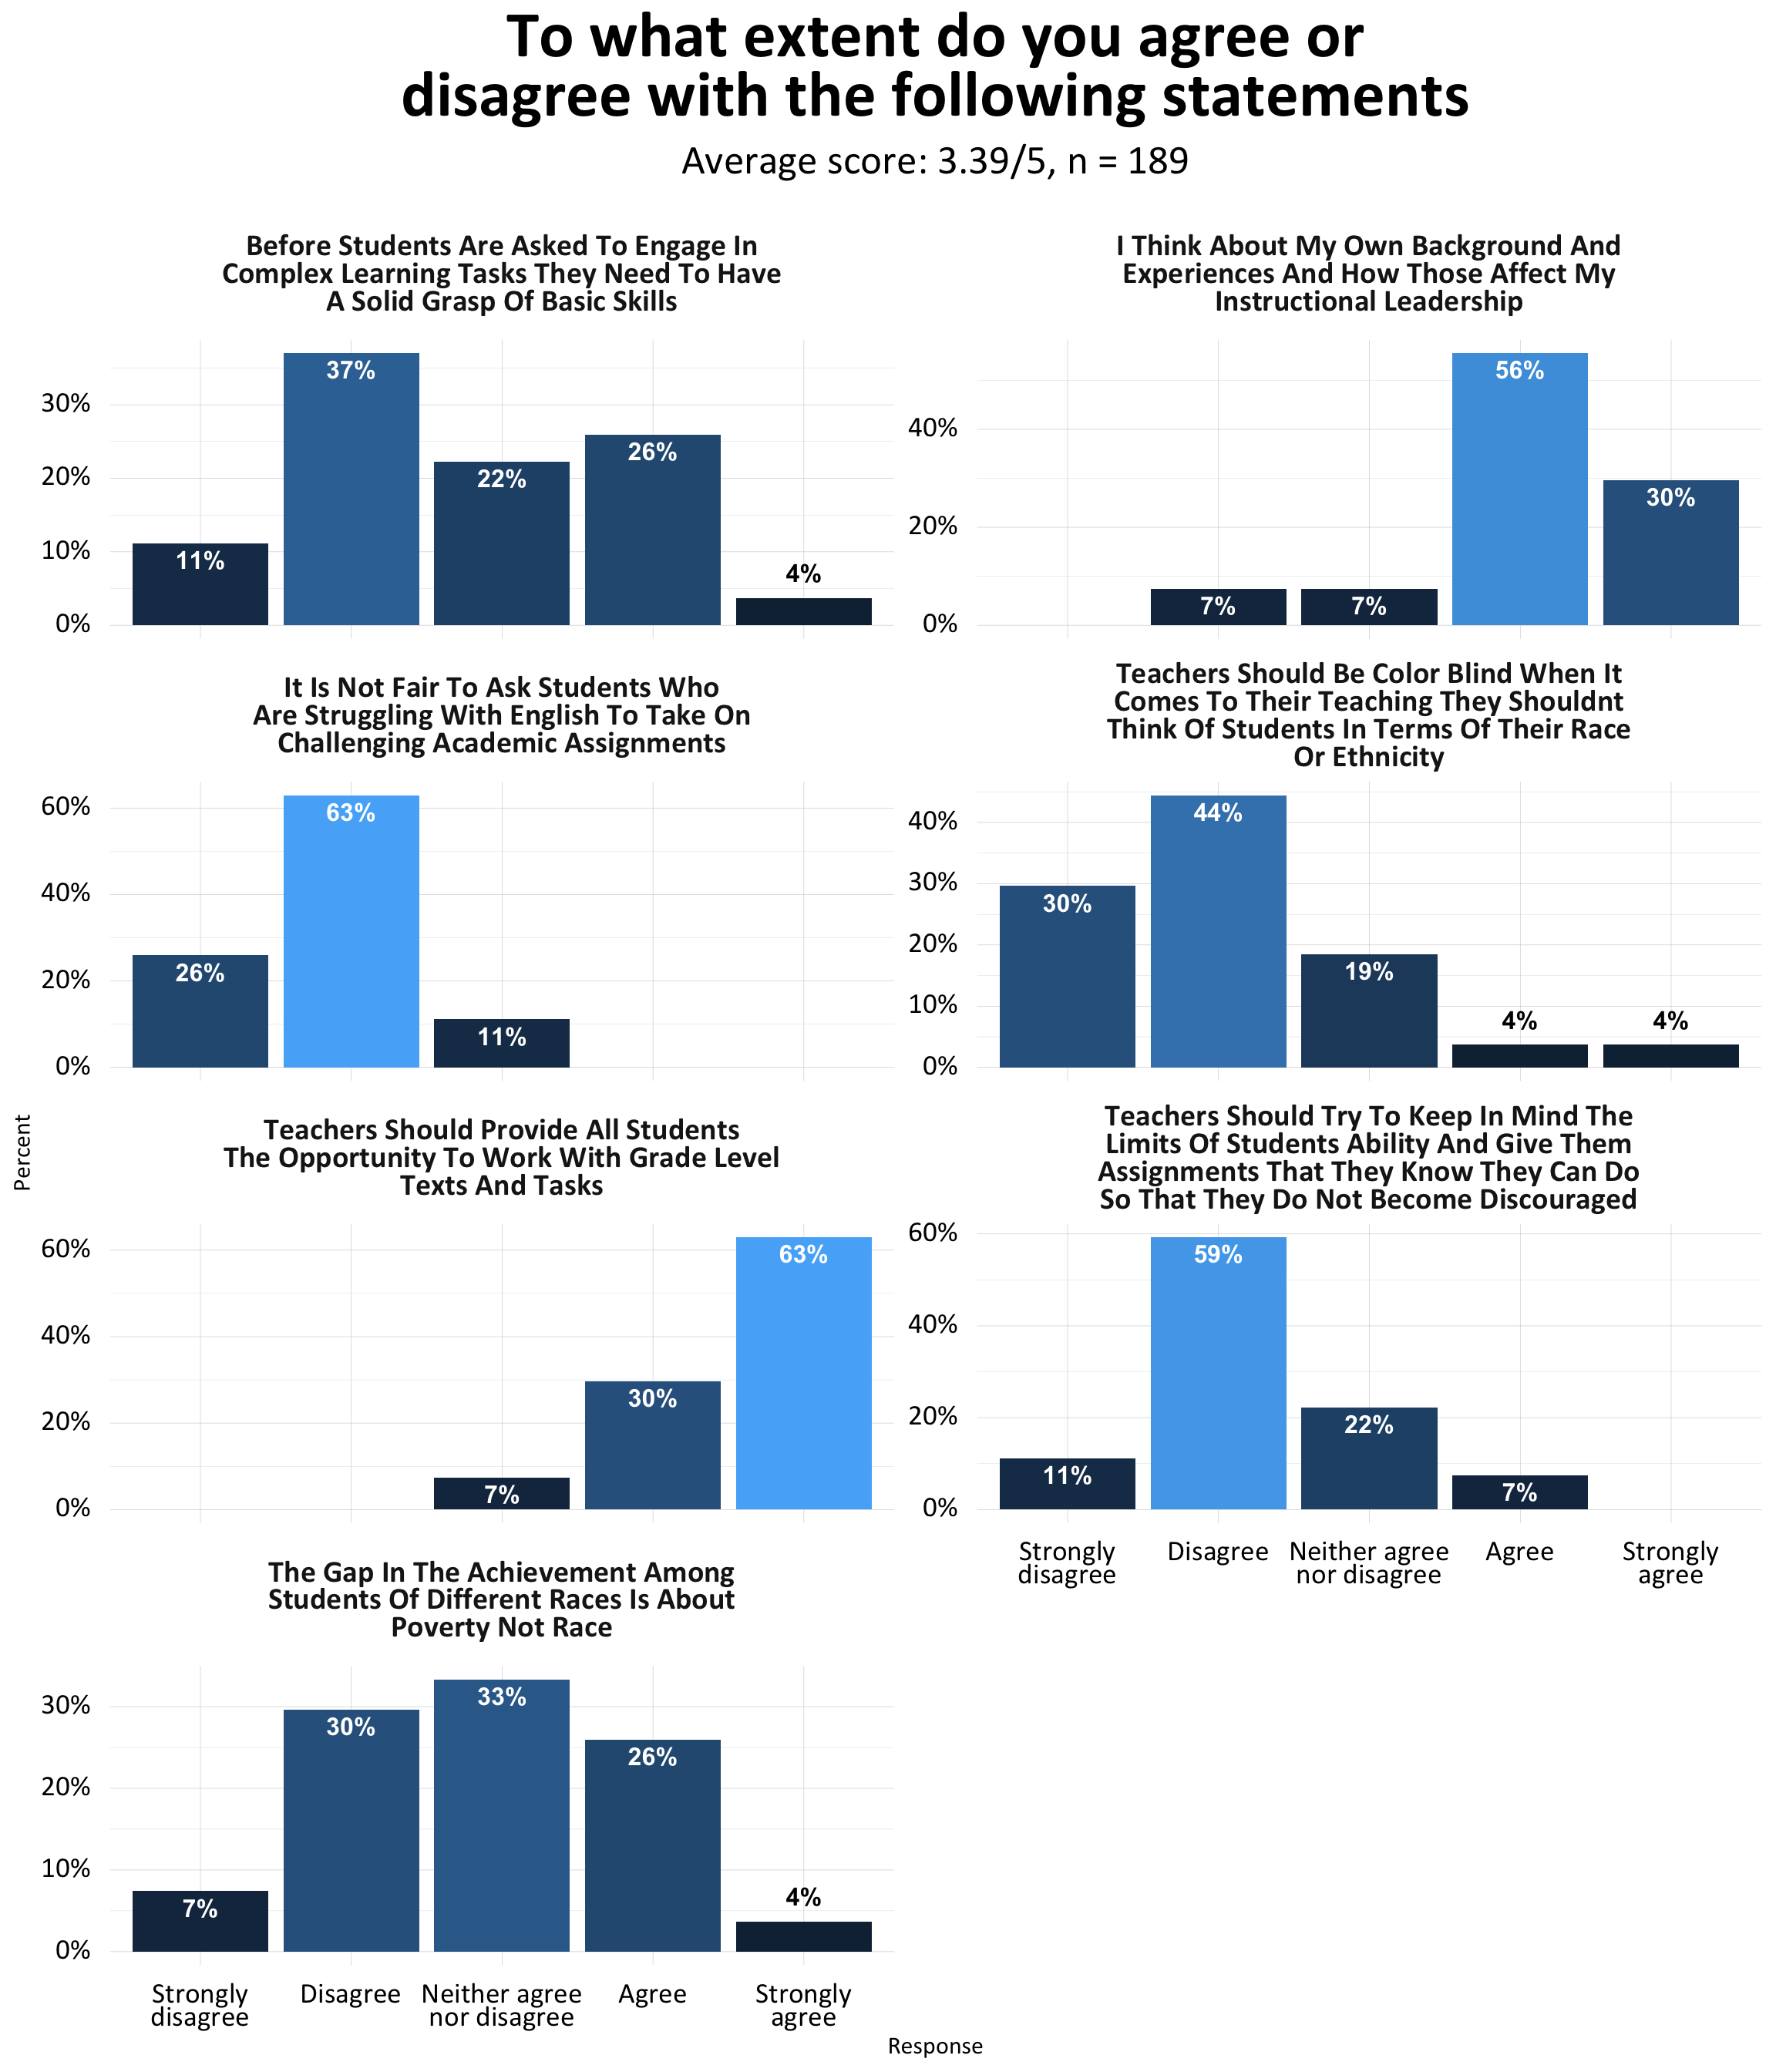 To what extent do you agree or
disagree with the following statements
Average score: 3.39/5, n = 189
Before Students Are Asked To Engage In
Complex Learning Tasks They Need To Have
A Solid Grasp Of Basic Skills
30%
20%
10%
0%
11%
37%
22%
26%
4%
I Think About My Own Background And
Experiences And How Those Affect My
Instructional Leadership
40%
20%
0%
7%
7%
56%
30%
It Is Not Fair To Ask Students Who
Are Struggling With English To Take On
Challenging Academic Assignments
60%
40%
20%
0%
26%
63%
11%
Teachers Should Be Color Blind When It
Comes To Their Teaching They Shouldnt
Think Of Students In Terms Of Their Race
Or Ethnicity
40%
30%
20%
10%
0%
30%
44%
19%
4%
4%
Percent
Teachers Should Provide All Students
The Opportunity To Work With Grade Level
Texts And Tasks
60%
40%
20%
0%
7%
30%
63%
Teachers Should Try To Keep In Mind The
Limits Of Students Ability And Give Them
Assignments That They Know They Can Do
So That They Do Not Become Discouraged
60%
40%
20%
0%
11%
59%
22%
7%
Strongly
disagree
Disagree
Neither agree
nor disagree
Agree
Strongly
agree
The Gap In The Achievement Among
Students Of Different Races Is About
Poverty Not Race
30%
20%
10%
0%
7%
30%
33%
26%
4%
Strongly
disagree
Disagree
Neither agree
nor disagree
Agree
Strongly
agree
Response